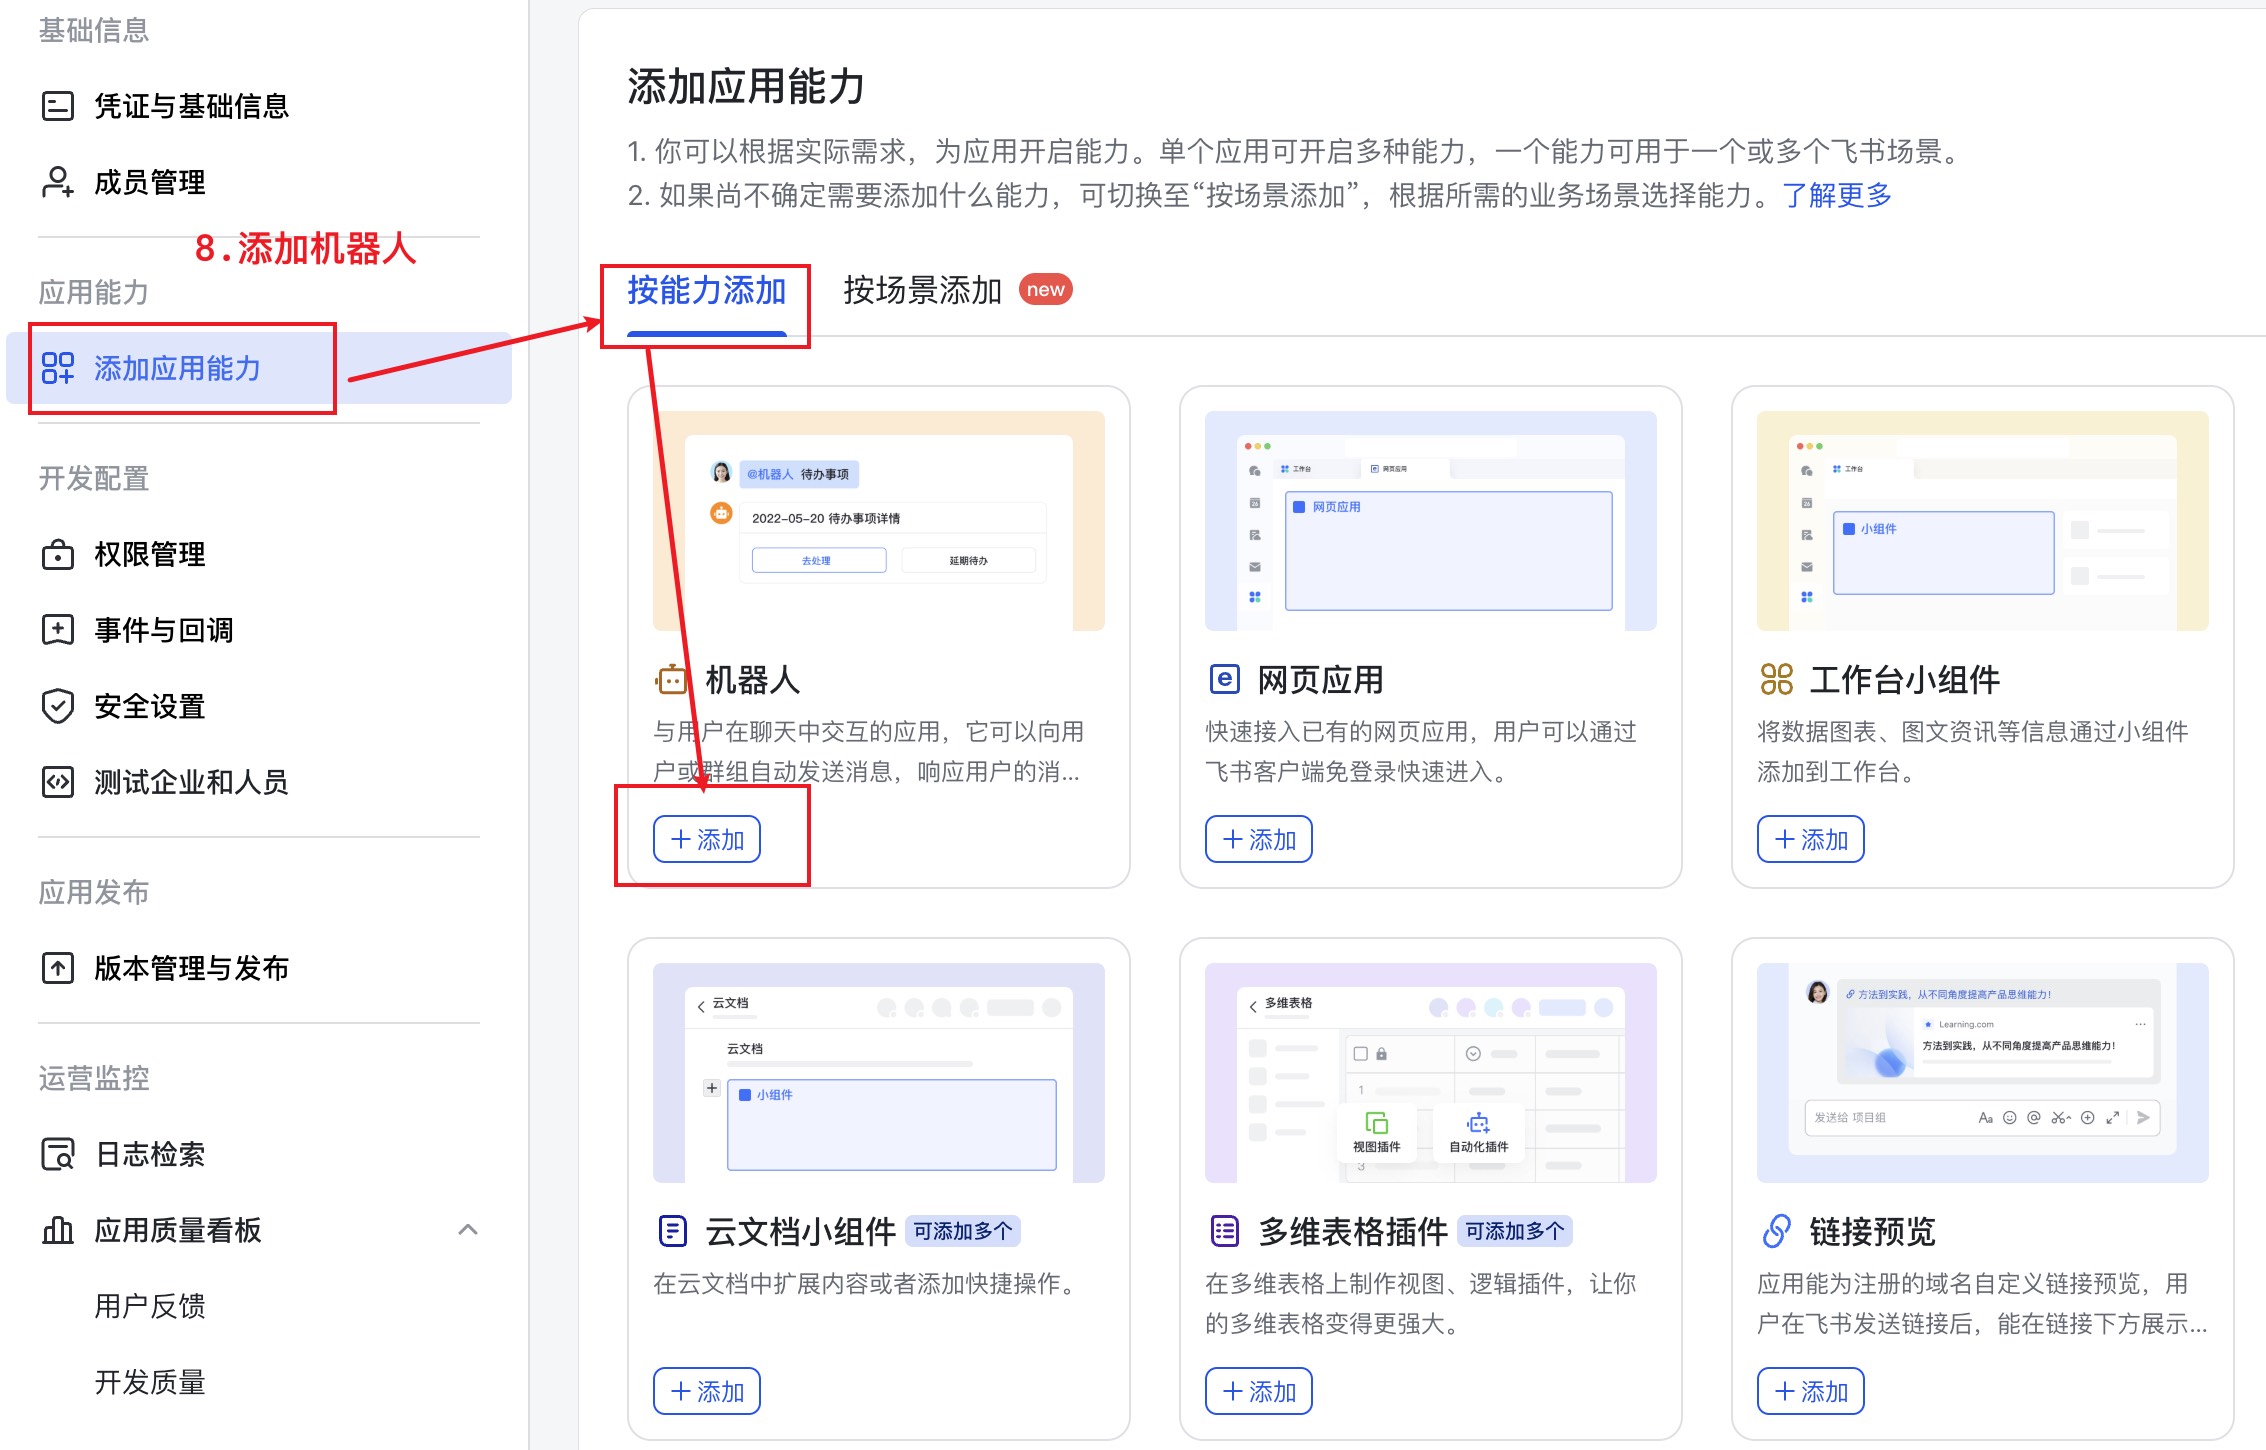 基础信息
凭证与基础信息
成员管理
8.添加机器人
应用能力
添加应用能力
开发配置
权限管理
事件与回调
安全设置
测试企业和人员
应用发布
版本管理与发布
运营监控
日志检索
应用质量看板
用户反馈
开发质量
添加应用能力
1. 你可以根据实际需求，为应用开启能力。单个应用可开启多种能力，一个能力可用于一个或多个飞书场景。
2. 如果尚不确定需要添加什么能力，可切换至“按场景添加”，根据所需的业务场景选择能力。了解更多
按能力添加 按场景添加 new
@机器人 待办事项
2022-05-20 待办事项详情
去处理 延期待办
机器人
与用户在聊天中交互的应用，它可以向用
户或群组自动发送消息，响应用户的消...
+ 添加
工作台 网页应用
网页应用
网页应用
快速接入已有的网页应用，用户可以通过
飞书客户端免登录快速进入。
+ 添加
工作台
小组件
工作台小组件
将数据图表、图文资讯等信息通过小组件
添加到工作台。
+ 添加
云文档
云文档
小组件
云文档小组件 可添加多个
在云文档中扩展内容或者添加快捷操作。
+ 添加
多维表格
1
视图插件 自动化插件
3
多维表格插件 可添加多个
在多维表格上制作视图、逻辑插件，让你
的多维表格变得更强大。
+ 添加
方法到实践，从不同角度提高产品思维能力！
Learning.com
方法到实践，从不同角度提高产品思维能力！
发送给 项目组 Aa
链接预览
应用能为注册的域名自定义链接预览，用
户在飞书发送链接后，能在链接下方展示...
+ 添加